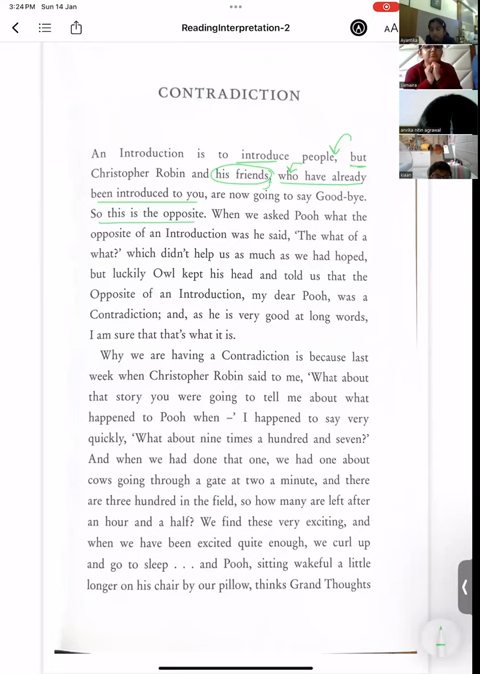 3:24 PM Sun 14 Jan
ReadingInterpretation-2
AA
Ayantika
Samaira
anvika nitin agrawal
CONTRADICTION
An Introduction is to introduce people, but
Christopher Robin and his friends, who have already
been introduced to you, are now going to say Good-bye.
So this is the opposite. When we asked Pooh what the
opposite of an Introduction was he said, ‘The what of a
what?’ which didn’t help us as much as we had hoped,
but luckily Owl kept his head and told us that the
Opposite of an Introduction, my dear Pooh, was a
Contradiction; and, as he is very good at long words,
I am sure that that’s what it is.
Why we are having a Contradiction is because last
week when Christopher Robin said to me, ‘What about
that story you were going to tell me about what
happened to Pooh when –’ I happened to say very
quickly, ‘What about nine times a hundred and seven?’
And when we had done that one, we had one about
cows going through a gate at two a minute, and there
are three hundred in the field, so how many are left after
an hour and a half? We find these very exciting, and
when we have been excited quite enough, we curl up
and go to sleep . . . and Pooh, sitting wakeful a little
longer on his chair by our pillow, thinks Grand Thoughts